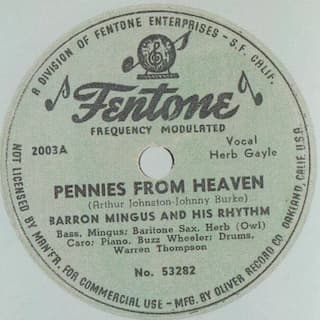 A DIVISION OF FENTONE ENTERPRISES - S.F. CALIF.
Fentone
FREQUENCY MODULATED
2003A
Vocal
Herb Gayle
PENNIES FROM HEAVEN
(Arthur Johnston-Johnny Burke)
BARRON MINGUS AND HIS RHYTHM
Bass, Mingus; Baritone Sax, Herb (Owl)
Caro; Piano, Buzz Wheeler; Drums,
Warren Thompson
No. 53282
NOT LICENSED BY MAN'F'R. FOR COMMERCIAL USE - MFG. BY OLIVER RECORD CO. OAKLAND, CALIF. U.S.A.